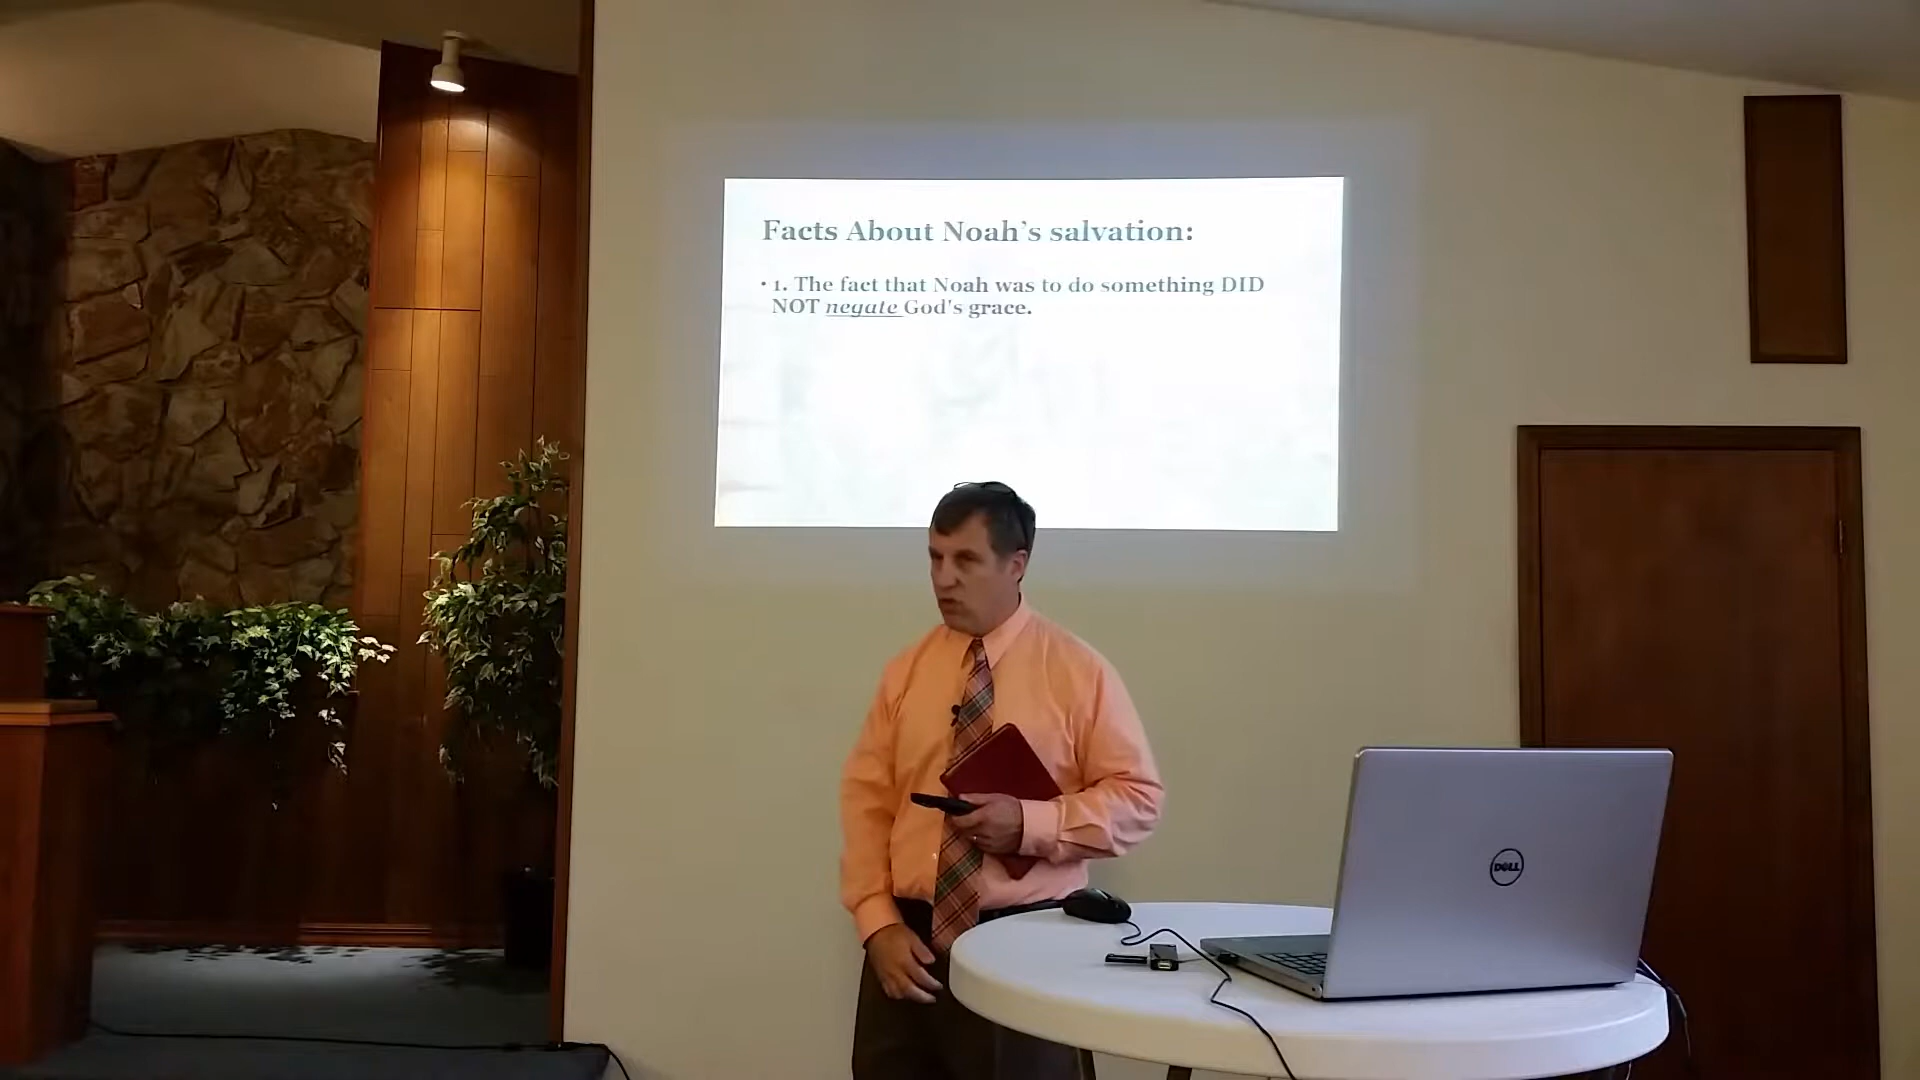 Facts About Noah's salvation:
• 1. The fact that Noah was to do something DID
NOT negate God's grace.
DELL